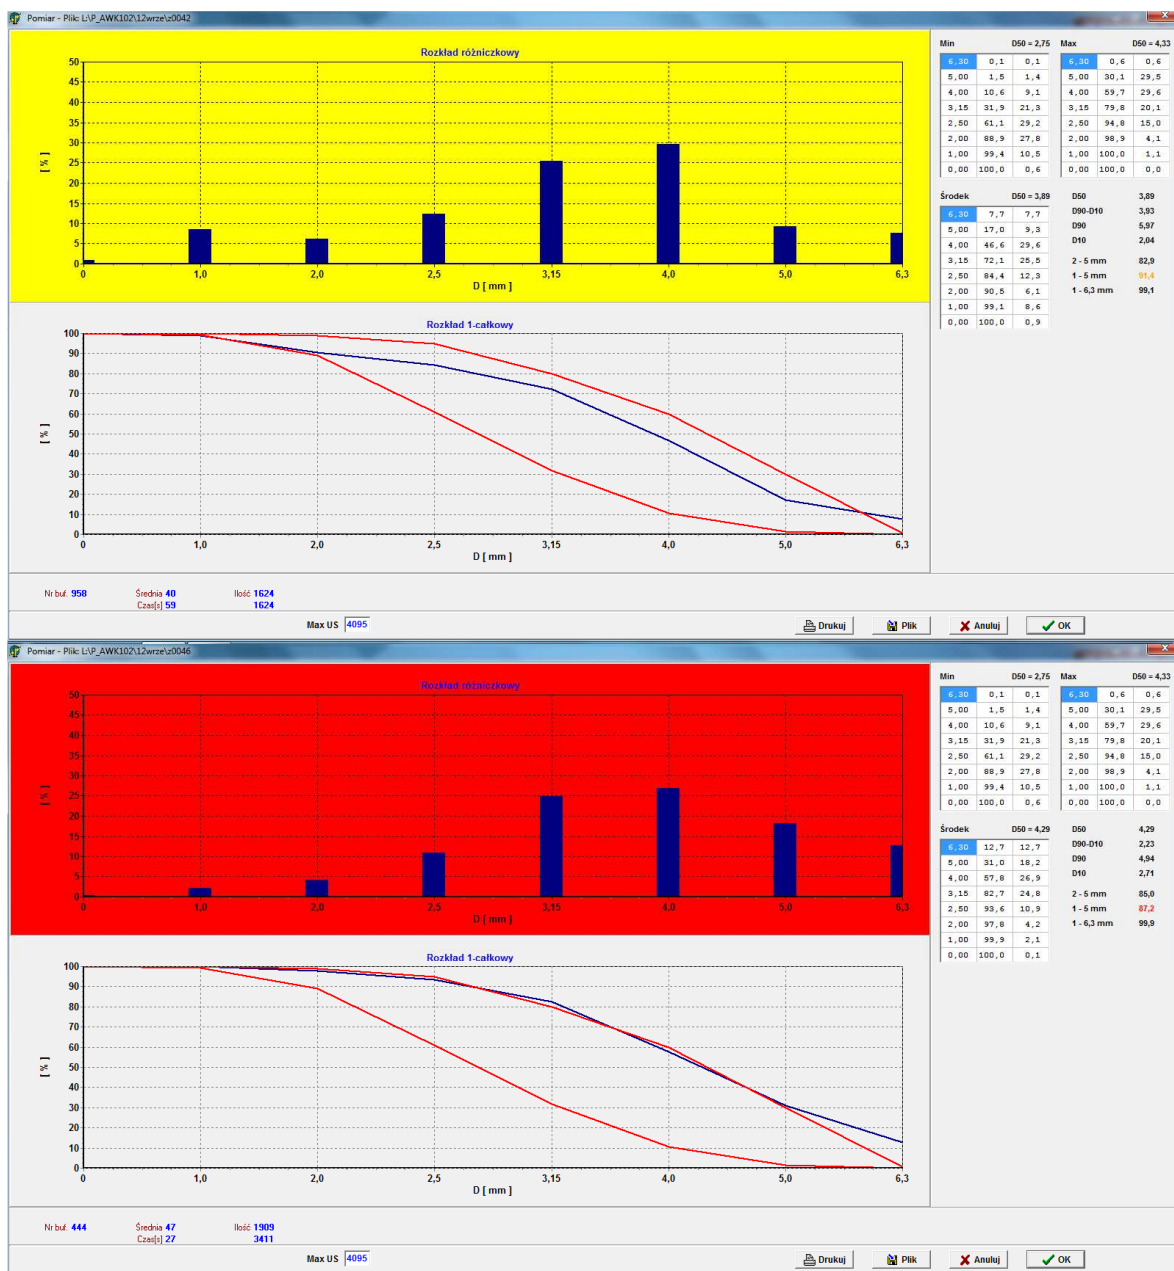 Pomiar - Plik: L:\P_AWK102\12wrze\z0042
Rozkład różniczkowy
50
45
40
35
30
25
20
15
10
5
0
[ % ]
0 1,0 2,0 2,5 3,15 4,0 5,0 6,3
D [ mm ]
Rozkład 1-całkowy
100
90
80
70
60
50
40
30
20
10
0
[ % ]
0 1,0 2,0 2,5 3,15 4,0 5,0 6,3
D [ mm ]
Min D50 = 2,75
6,30 0,1 0,1
5,00 1,5 1,4
4,00 10,6 9,1
3,15 31,9 21,3
2,50 61,1 29,2
2,00 88,9 27,8
1,00 99,4 10,5
0,00 100,0 0,6
Max D50 = 4,33
6,30 0,6 0,6
5,00 30,1 29,5
4,00 59,7 29,6
3,15 79,8 20,1
2,50 94,8 15,0
2,00 98,9 4,1
1,00 100,0 1,1
0,00 100,0 0,0
Środek D50 = 3,89
6,30 7,7 7,7
5,00 17,0 9,3
4,00 46,6 29,6
3,15 72,1 25,5
2,50 84,4 12,3
2,00 90,5 6,1
1,00 99,1 8,6
0,00 100,0 0,9
D50 3,89
D90-D10 3,93
D90 5,97
D10 2,04
2 - 5 mm 82,9
1 - 5 mm 91,4
1 - 6,3 mm 99,1
Nr buf. 958 Średnia 40 Ilość 1624
Czas[s] 59 1624
Max US 4095 Drukuj Plik Anuluj OK
Pomiar - Plik: L:\P_AWK102\12wrze\z0046
Rozkład różniczkowy
50
45
40
35
30
25
20
15
10
5
0
[ % ]
0 1,0 2,0 2,5 3,15 4,0 5,0 6,3
D [ mm ]
Rozkład 1-całkowy
100
90
80
70
60
50
40
30
20
10
0
[ % ]
0 1,0 2,0 2,5 3,15 4,0 5,0 6,3
D [ mm ]
Min D50 = 2,75
6,30 0,1 0,1
5,00 1,5 1,4
4,00 10,6 9,1
3,15 31,9 21,3
2,50 61,1 29,2
2,00 88,9 27,8
1,00 99,4 10,5
0,00 100,0 0,6
Max D50 = 4,33
6,30 0,6 0,6
5,00 30,1 29,5
4,00 59,7 29,6
3,15 79,8 20,1
2,50 94,8 15,0
2,00 98,9 4,1
1,00 100,0 1,1
0,00 100,0 0,0
Środek D50 = 4,29
6,30 12,7 12,7
5,00 31,0 18,2
4,00 57,8 26,9
3,15 82,7 24,8
2,50 93,6 10,9
2,00 97,8 4,2
1,00 99,9 2,1
0,00 100,0 0,1
D50 4,29
D90-D10 2,23
D90 4,94
D10 2,71
2 - 5 mm 85,0
1 - 5 mm 87,2
1 - 6,3 mm 99,9
Nr buf. 444 Średnia 47 Ilość 1909
Czas[s] 27 3411
Max US 4095 Drukuj Plik Anuluj OK